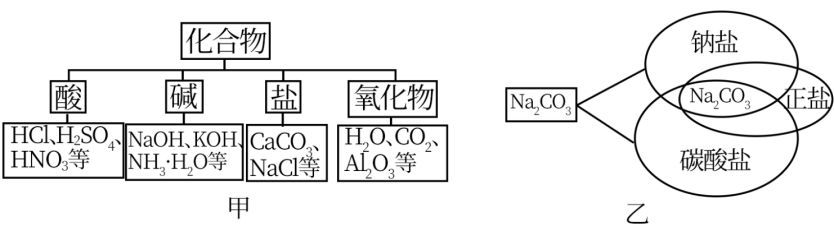 化合物
酸
碱
盐
氧化物
HCl、H₂SO₄、
HNO₃等
NaOH、KOH、
NH₃·H₂O等
CaCO₃、
NaCl等
H₂O、CO₂、
Al₂O₃等
甲
Na₂CO₃
钠盐
Na₂CO₃
正盐
碳酸盐
乙